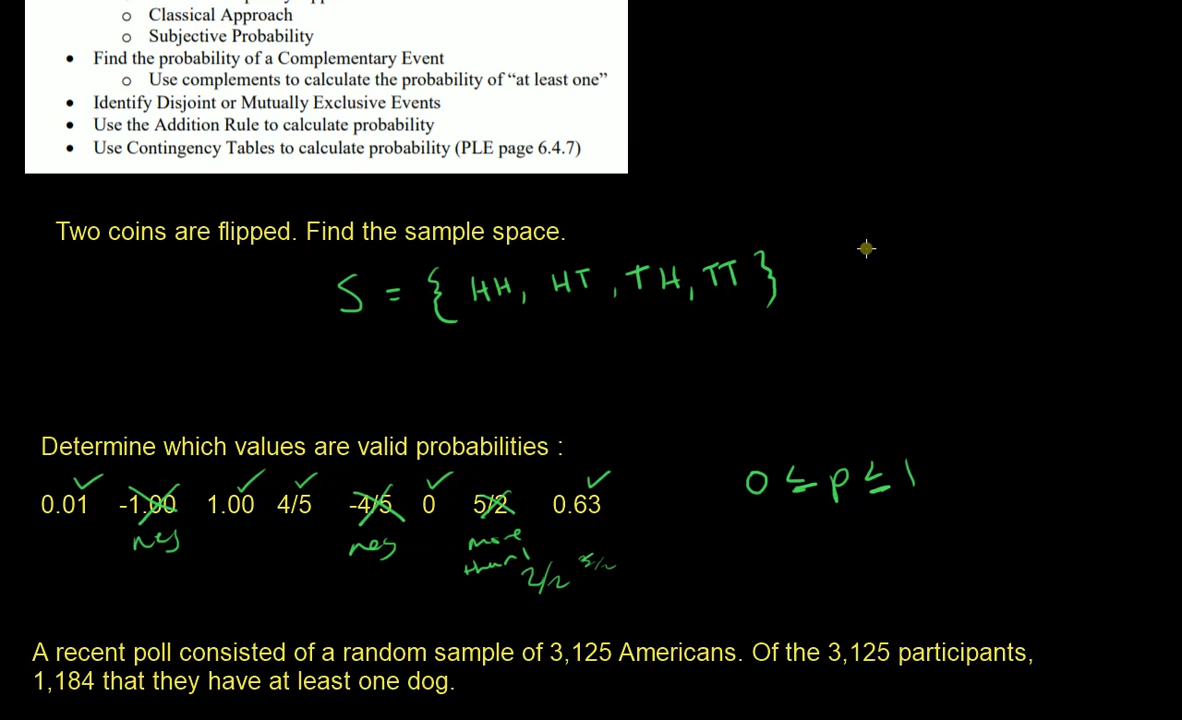 o Classical Approach
o Subjective Probability
• Find the probability of a Complementary Event
o Use complements to calculate the probability of “at least one”
• Identify Disjoint or Mutually Exclusive Events
• Use the Addition Rule to calculate probability
• Use Contingency Tables to calculate probability (PLE page 6.4.7)
Two coins are flipped. Find the sample space.
S = { HH, HT, TH, TT }
Determine which values are valid probabilities :
0.01 -1.00 1.00 4/5 -4/5 0 5/2 0.63
0 ≤ p ≤ 1
neg neg more
than 1
2/2 5/2
A recent poll consisted of a random sample of 3,125 Americans. Of the 3,125 participants,
1,184 that they have at least one dog.